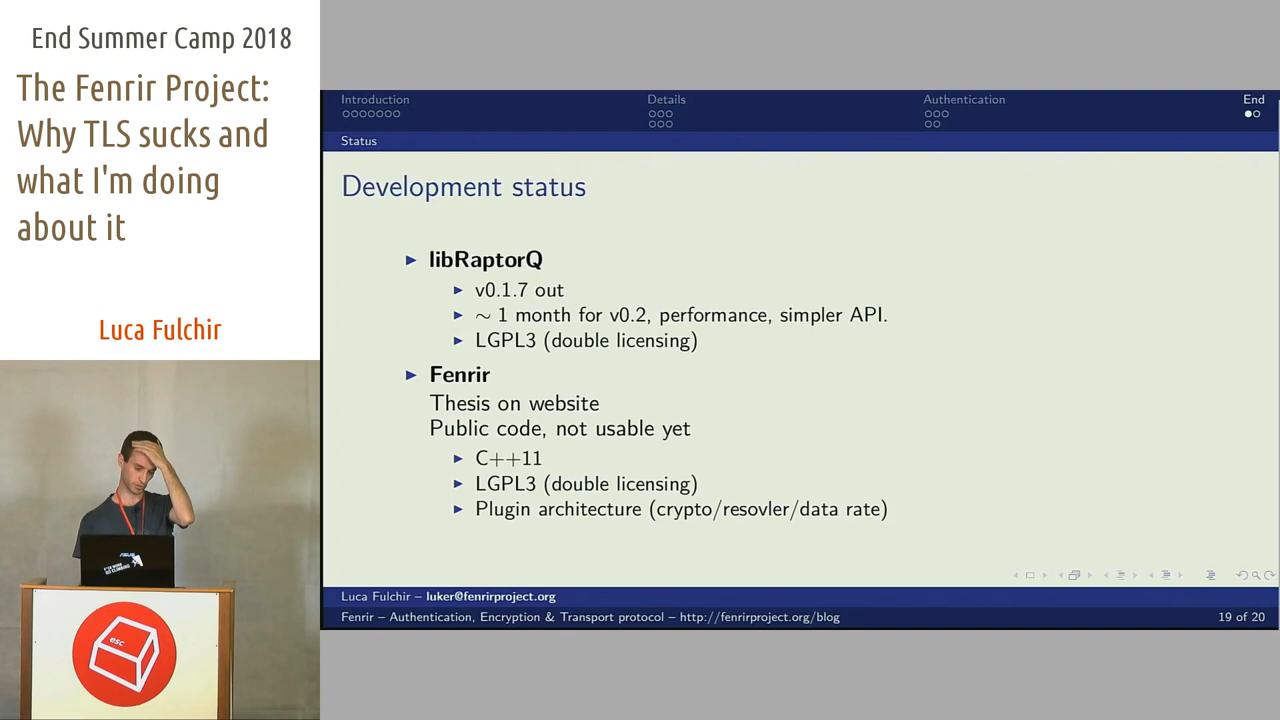 End Summer Camp 2018
The Fenrir Project:
Why TLS sucks and
what I'm doing
about it
Luca Fulchir
Introduction
Details
Authentication
End
Status
Development status
libRaptorQ
v0.1.7 out
∼ 1 month for v0.2, performance, simpler API.
LGPL3 (double licensing)
Fenrir
Thesis on website
Public code, not usable yet
C++11
LGPL3 (double licensing)
Plugin architecture (crypto/resovler/data rate)
Luca Fulchir – luker@fenrirproject.org
Fenrir – Authentication, Encryption & Transport protocol – http://fenrirproject.org/blog
19 of 20
esc